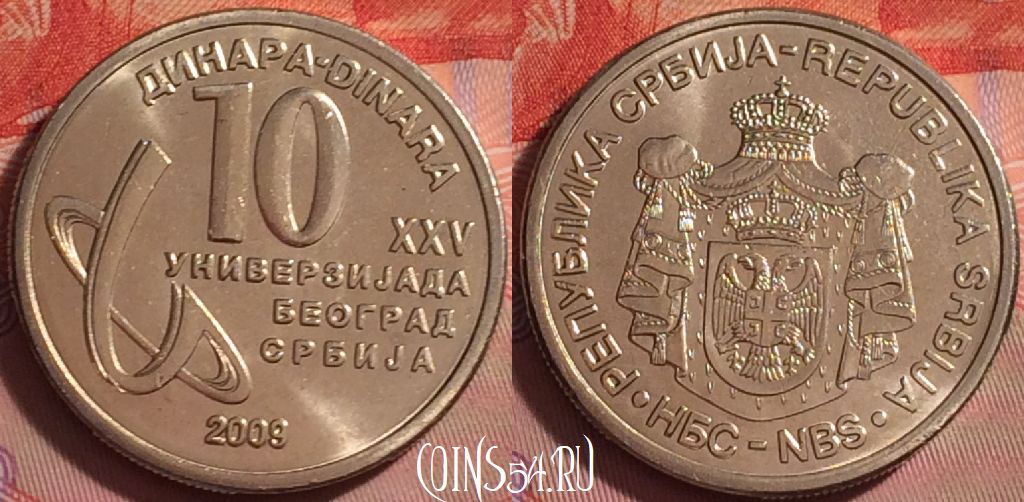 ДИНАРА-DINARA
10
XXV
УНИВЕРЗИЈАДА
БЕОГРАД
СРБИЈА
2009
РЕПУБЛИКА СРБИЈА-REPUBLIKA SRBIJA
·НБС-NBS·
COINS54.RU